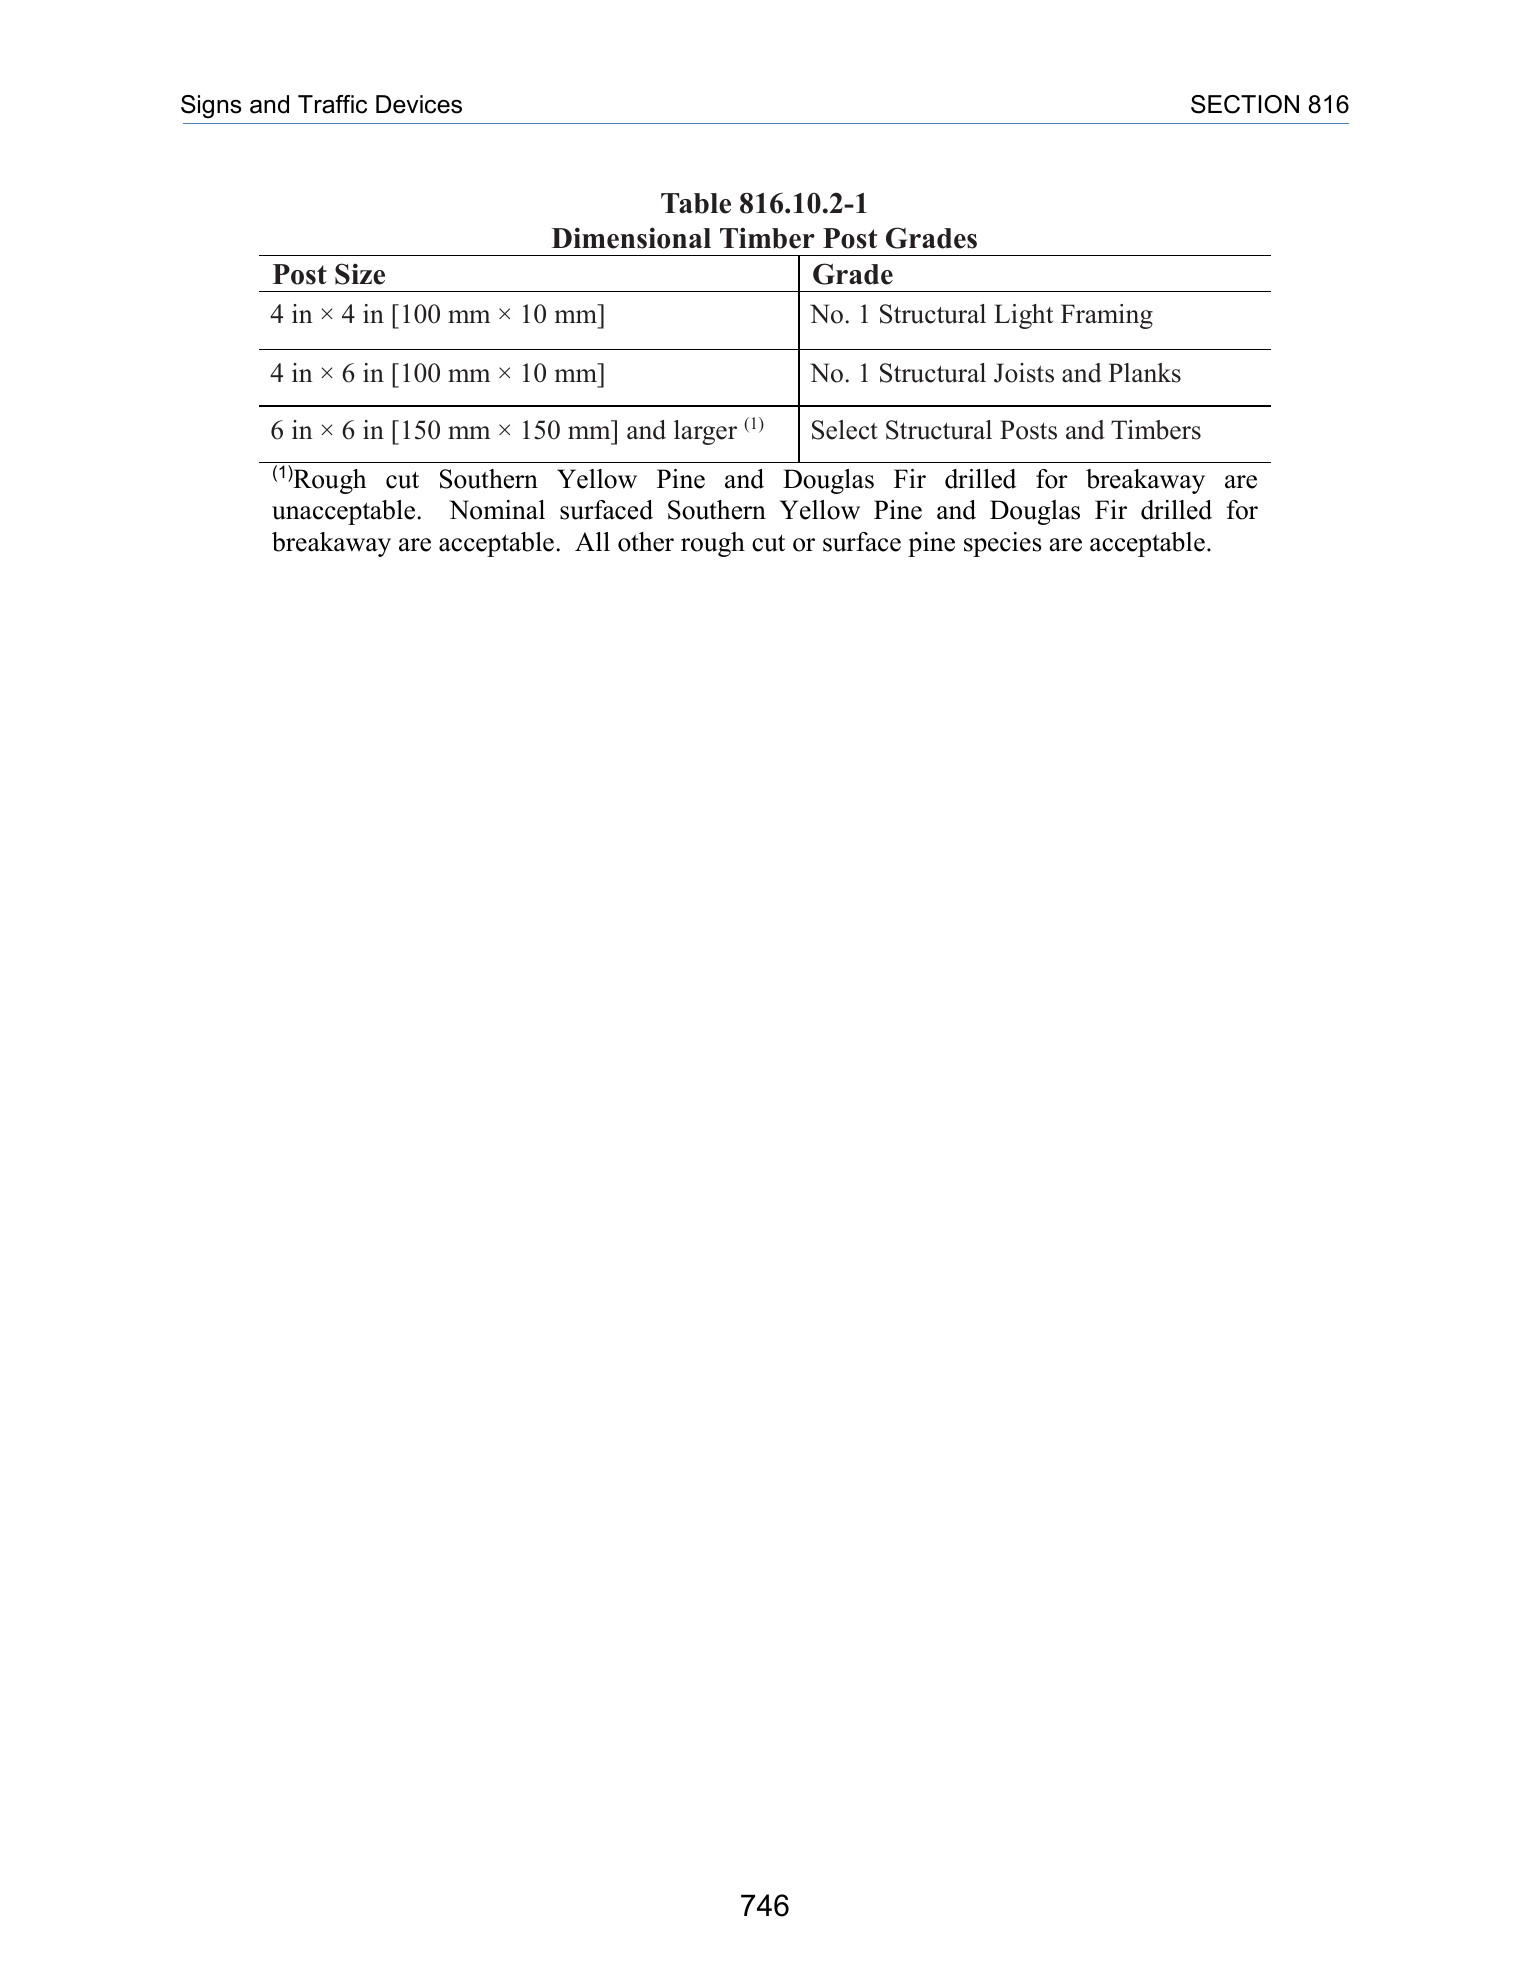 Signs and Traffic Devices SECTION 816
Table 816.10.2-1
Dimensional Timber Post Grades
Post Size Grade
4 in × 4 in [100 mm × 10 mm] No. 1 Structural Light Framing
4 in × 6 in [100 mm × 10 mm] No. 1 Structural Joists and Planks
6 in × 6 in [150 mm × 150 mm] and larger (1) Select Structural Posts and Timbers
(1)Rough cut Southern Yellow Pine and Douglas Fir drilled for breakaway are
unacceptable. Nominal surfaced Southern Yellow Pine and Douglas Fir drilled for
breakaway are acceptable. All other rough cut or surface pine species are acceptable.
746